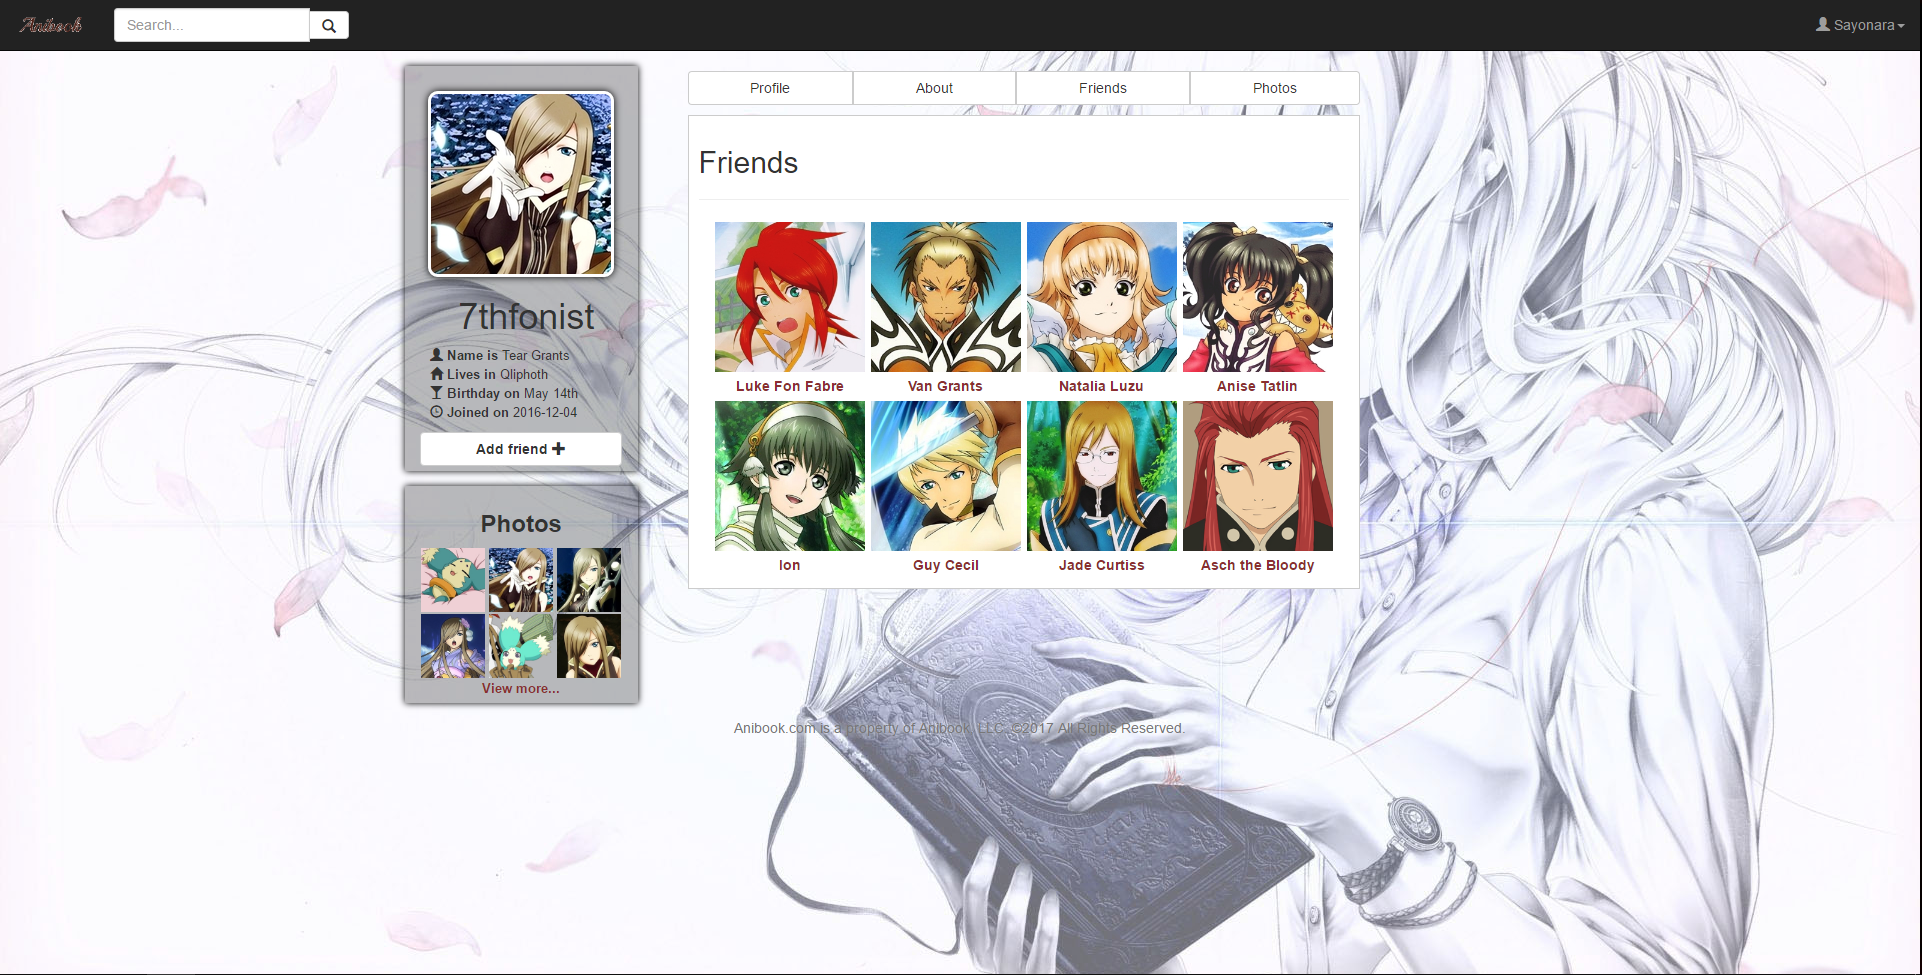 Anibook
Search...
Sayonara
Profile
About
Friends
Photos
7thfonist
Name is Tear Grants
Lives in Qliphoth
Birthday on May 14th
Joined on 2016-12-04
Add friend
Photos
View more...
Friends
Luke Fon Fabre
Van Grants
Natalia Luzu
Anise Tatlin
Ion
Guy Cecil
Jade Curtiss
Asch the Bloody
Anibook.com is a property of Anibook, LLC. ©2017 All Rights Reserved.